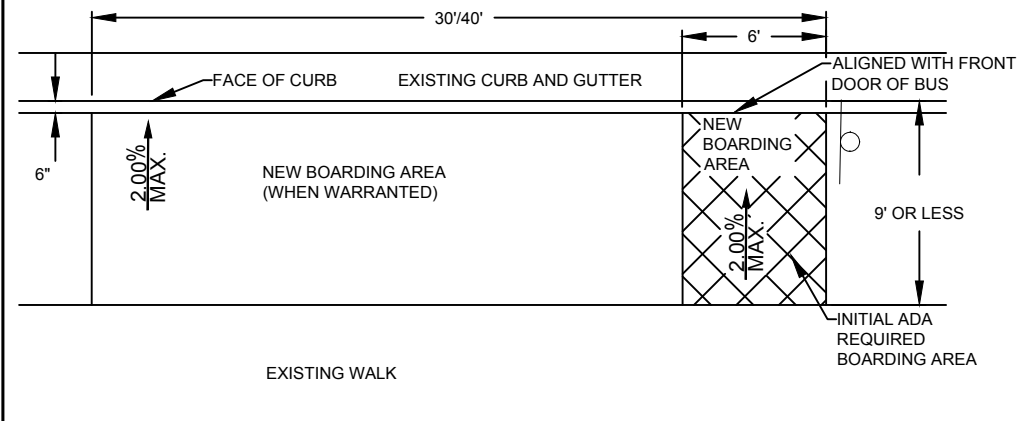 30'/40'
6'
FACE OF CURB
EXISTING CURB AND GUTTER
ALIGNED WITH FRONT
DOOR OF BUS
6"
2.00%
MAX.
NEW BOARDING AREA
(WHEN WARRANTED)
NEW
BOARDING
AREA
2.00%
MAX.
9' OR LESS
INITIAL ADA
REQUIRED
BOARDING AREA
EXISTING WALK